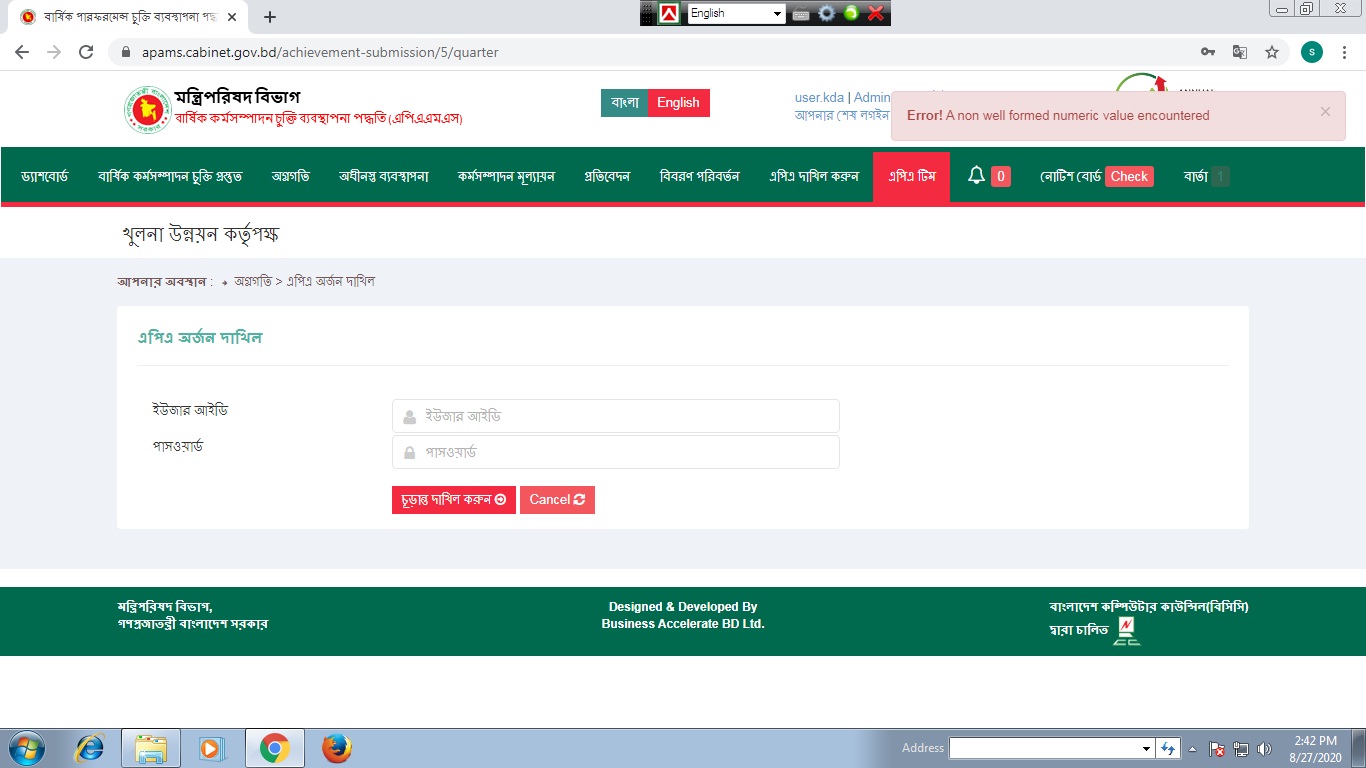 বার্ষিক পারফরমেন্স চুক্তি ব্যবস্থাপনা পদ্ধ
English
apams.cabinet.gov.bd/achievement-submission/5/quarter
s
মন্ত্রিপরিষদ বিভাগ
বার্ষিক কর্মসম্পাদন চুক্তি ব্যবস্থাপনা পদ্ধতি (এপিএএমএস)
বাংলা English
user.kda | Admin
আপনার শেষ লগইন
Error! A non well formed numeric value encountered ×
ড্যাশবোর্ড বার্ষিক কর্মসম্পাদন চুক্তি প্রস্তুত অগ্রগতি অধীনস্ত ব্যবস্থাপনা কর্মসম্পাদন মূল্যায়ন প্রতিবেদন বিবরণ পরিবর্তন এপিএ দাখিল করুন এপিএ টিম 0 নোটিশ বোর্ড Check বার্তা 1
খুলনা উন্নয়ন কর্তৃপক্ষ
আপনার অবস্থান : অগ্রগতি > এপিএ অর্জন দাখিল
এপিএ অর্জন দাখিল
ইউজার আইডি
ইউজার আইডি
পাসওয়ার্ড
পাসওয়ার্ড
চূড়ান্ত দাখিল করুন Cancel
মন্ত্রিপরিষদ বিভাগ,
গণপ্রজাতন্ত্রী বাংলাদেশ সরকার
Designed & Developed By
Business Accelerate BD Ltd.
বাংলাদেশ কম্পিউটার কাউন্সিল(বিসিসি)
দ্বারা চালিত
Address
2:42 PM
8/27/2020